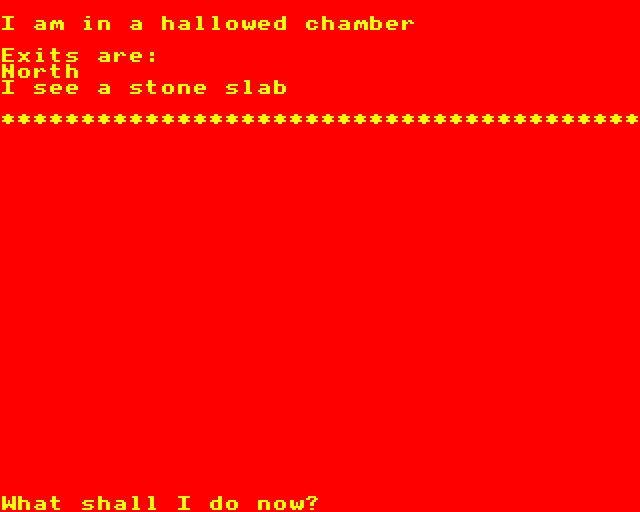 I am in a hallowed chamber
Exits are:
North
I see a stone slab
****************************************
What shall I do now?